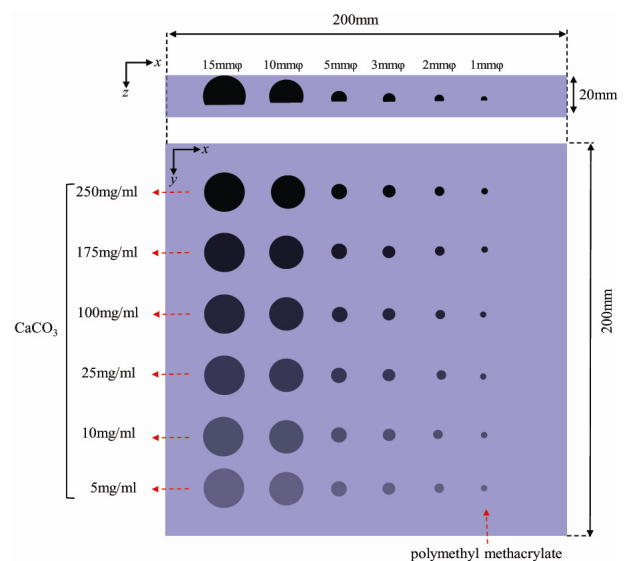 200mm
x
z
15mmφ 10mmφ 5mmφ 3mmφ 2mmφ 1mmφ
20mm
x
y
250mg/ml
175mg/ml
100mg/ml
CaCO₃
25mg/ml
10mg/ml
5mg/ml
200mm
polymethyl methacrylate